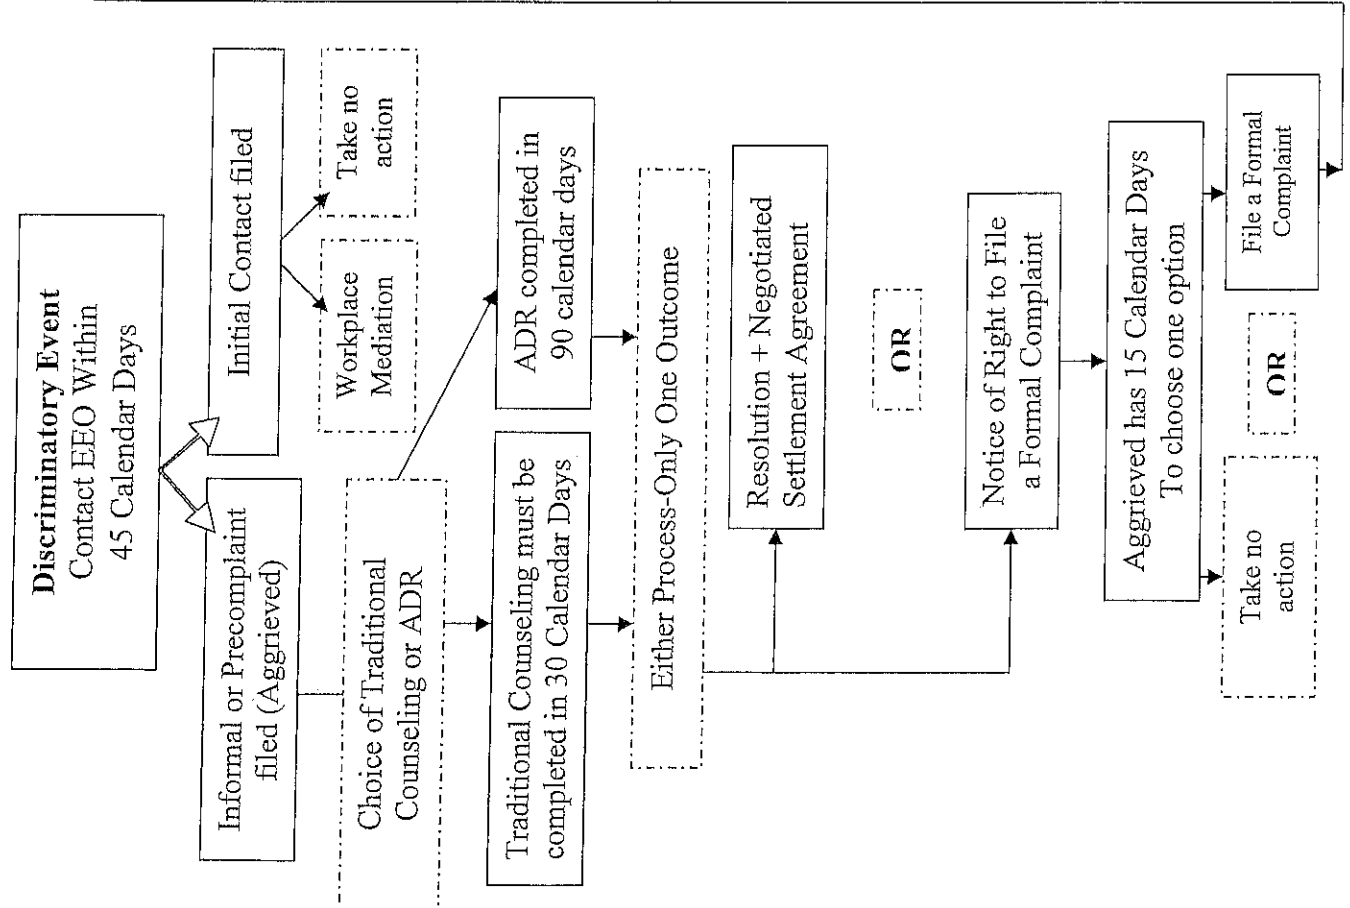 Discriminatory Event
Contact EEO Within
45 Calendar Days
Informal or Precomplaint
filed (Aggrieved)
Initial Contact filed
Choice of Traditional
Counseling or ADR
Workplace
Mediation
Take no
action
Traditional Counseling must be
completed in 30 Calendar Days
ADR completed in
90 calendar days
Either Process-Only One Outcome
Resolution + Negotiated
Settlement Agreement
OR
Notice of Right to File
a Formal Complaint
Aggrieved has 15 Calendar Days
To choose one option
Take no
action
OR
File a Formal
Complaint